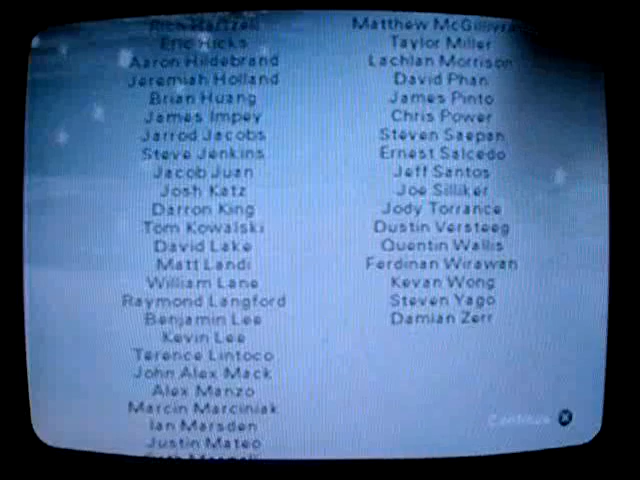 Rich Hartzell
Eric Hicks
Aaron Hildebrand
Jeremiah Holland
Brian Huang
James Impey
Jarrod Jacobs
Steve Jenkins
Jacob Juan
Josh Katz
Darron King
Tom Kowalski
David Lake
Matt Landi
William Lane
Raymond Langford
Benjamin Lee
Kevin Lee
Terence Lintoco
John Alex Mack
Alex Manzo
Marcin Marciniak
Ian Marsden
Justin Mateo
Matthew
Taylor Miller
Lachlan Morrison
David Phan
James Pinto
Chris Power
Steven Saepan
Ernest Salcedo
Jeff Santos
Joe Silliker
Jody Torrance
Dustin Versteeg
Quentin Wallis
Ferdinan Wirawan
Kevan Wong
Steven Yago
Damian Zerr
Continue